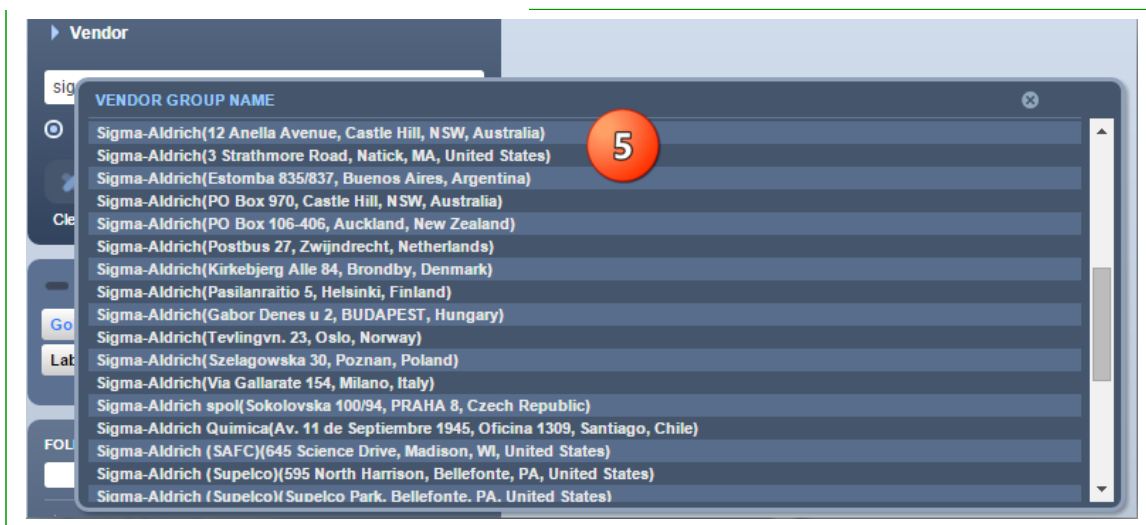 Vendor
sig
VENDOR GROUP NAME
Sigma-Aldrich(12 Anella Avenue, Castle Hill, NSW, Australia)
5
Sigma-Aldrich(3 Strathmore Road, Natick, MA, United States)
Sigma-Aldrich(Estomba 835/837, Buenos Aires, Argentina)
Sigma-Aldrich(PO Box 970, Castle Hill, NSW, Australia)
Cle
Sigma-Aldrich(PO Box 106-406, Auckland, New Zealand)
Sigma-Aldrich(Postbus 27, Zwijndrecht, Netherlands)
Sigma-Aldrich(Kirkebjerg Alle 84, Brondby, Denmark)
Sigma-Aldrich(Pasilanraitio 5, Helsinki, Finland)
Sigma-Aldrich(Gabor Denes u 2, BUDAPEST, Hungary)
Go
Sigma-Aldrich(Tevlingvn. 23, Oslo, Norway)
Lab
Sigma-Aldrich(Szelagowska 30, Poznan, Poland)
Sigma-Aldrich(Via Gallarate 154, Milano, Italy)
Sigma-Aldrich spol(Sokolovska 100/94, PRAHA 8, Czech Republic)
Sigma-Aldrich Quimica(Av. 11 de Septiembre 1945, Oficina 1309, Santiago, Chile)
FOL
Sigma-Aldrich (SAFC)(645 Science Drive, Madison, WI, United States)
Sigma-Aldrich (Supelco)(595 North Harrison, Bellefonte, PA, United States)
Sigma-Aldrich (Supelco)(Supelco Park, Bellefonte, PA, United States)